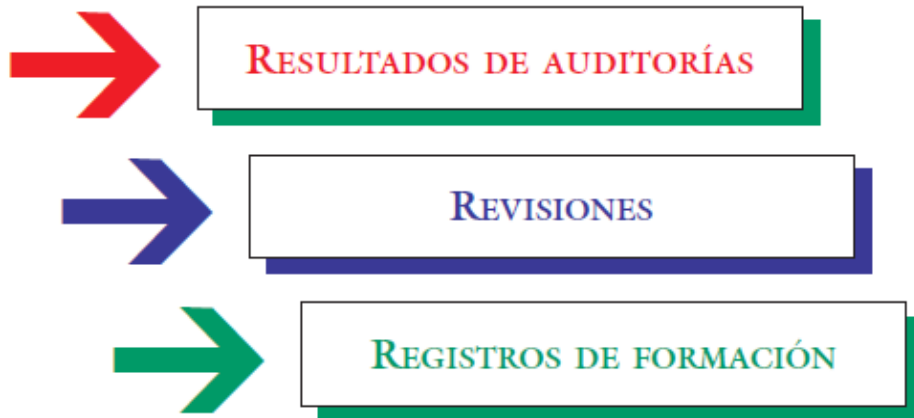 RESULTADOS DE AUDITORÍAS
REVISIONES
REGISTROS DE FORMACIÓN